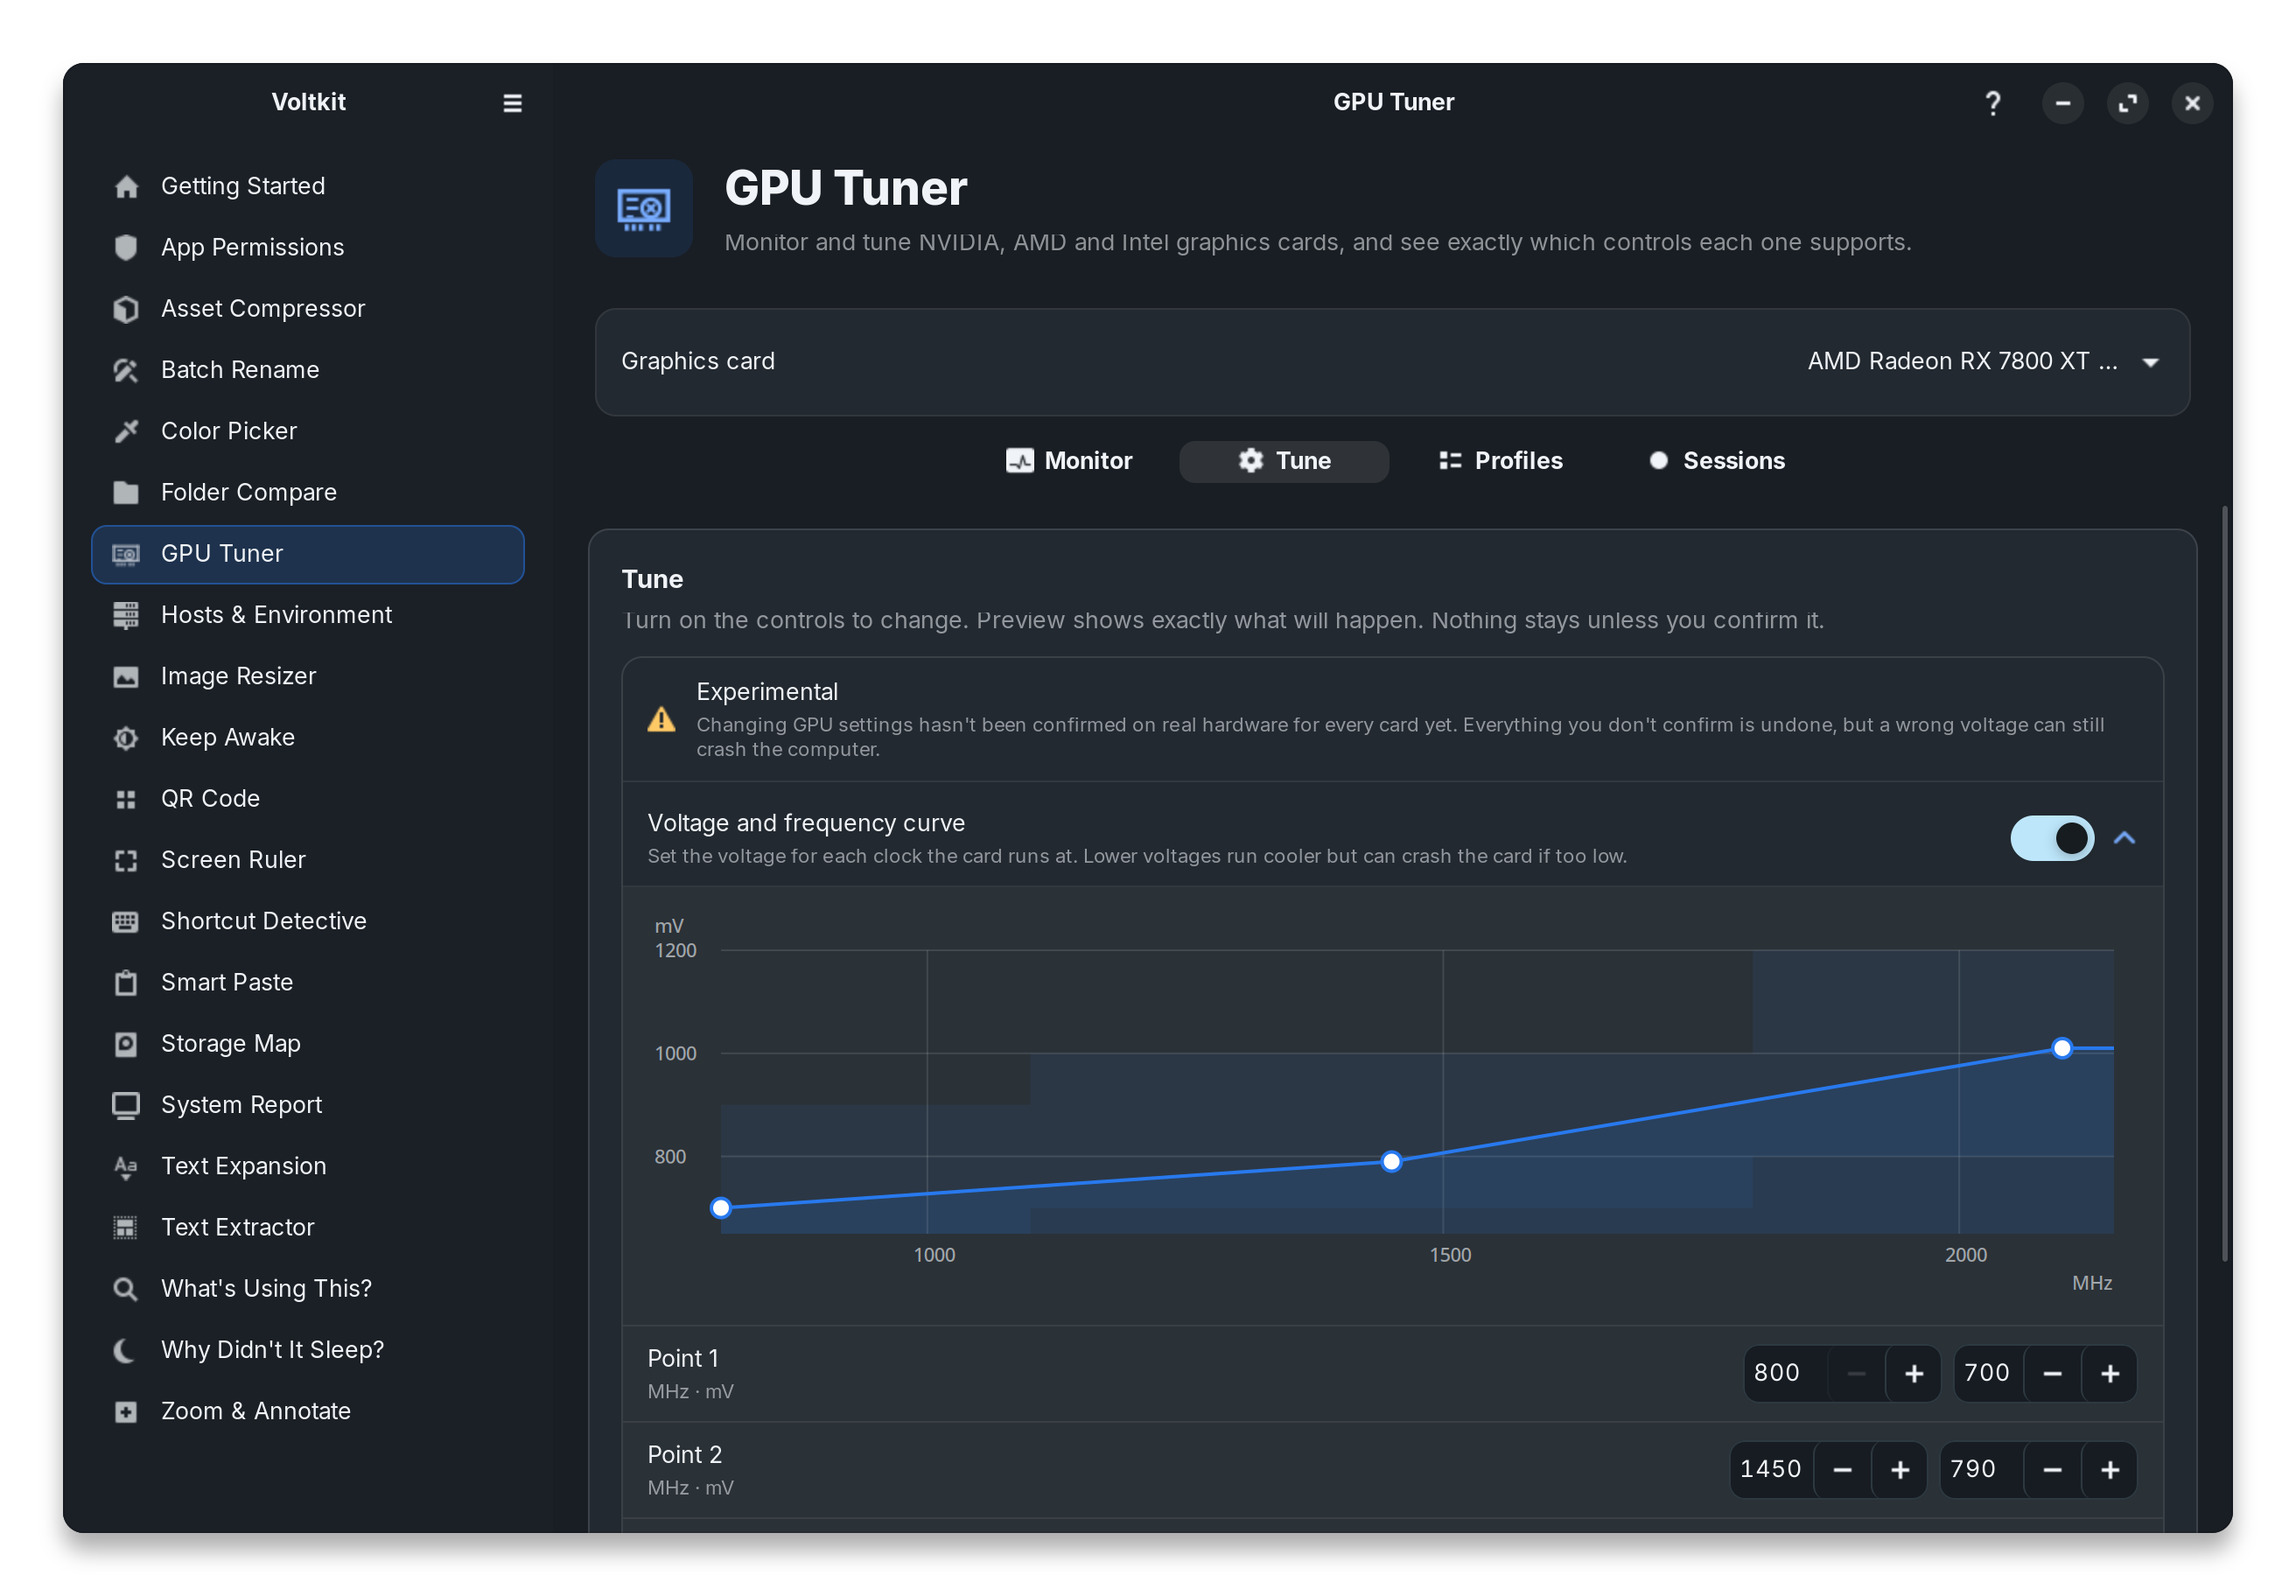 Voltkit
GPU Tuner
?
Getting Started
App Permissions
Asset Compressor
Batch Rename
Color Picker
Folder Compare
GPU Tuner
Hosts & Environment
Image Resizer
Keep Awake
QR Code
Screen Ruler
Shortcut Detective
Smart Paste
Storage Map
System Report
Text Expansion
Text Extractor
What's Using This?
Why Didn't It Sleep?
Zoom & Annotate
GPU Tuner
Monitor and tune NVIDIA, AMD and Intel graphics cards, and see exactly which controls each one supports.
Graphics card
AMD Radeon RX 7800 XT ...
Monitor
Tune
Profiles
Sessions
Tune
Turn on the controls to change. Preview shows exactly what will happen. Nothing stays unless you confirm it.
Experimental
Changing GPU settings hasn't been confirmed on real hardware for every card yet. Everything you don't confirm is undone, but a wrong voltage can still
crash the computer.
Voltage and frequency curve
Set the voltage for each clock the card runs at. Lower voltages run cooler but can crash the card if too low.
mV
1200
1000
800
1000 1500 2000
MHz
Point 1
MHz · mV
800 − + 700 − +
Point 2
MHz · mV
1450 − + 790 − +